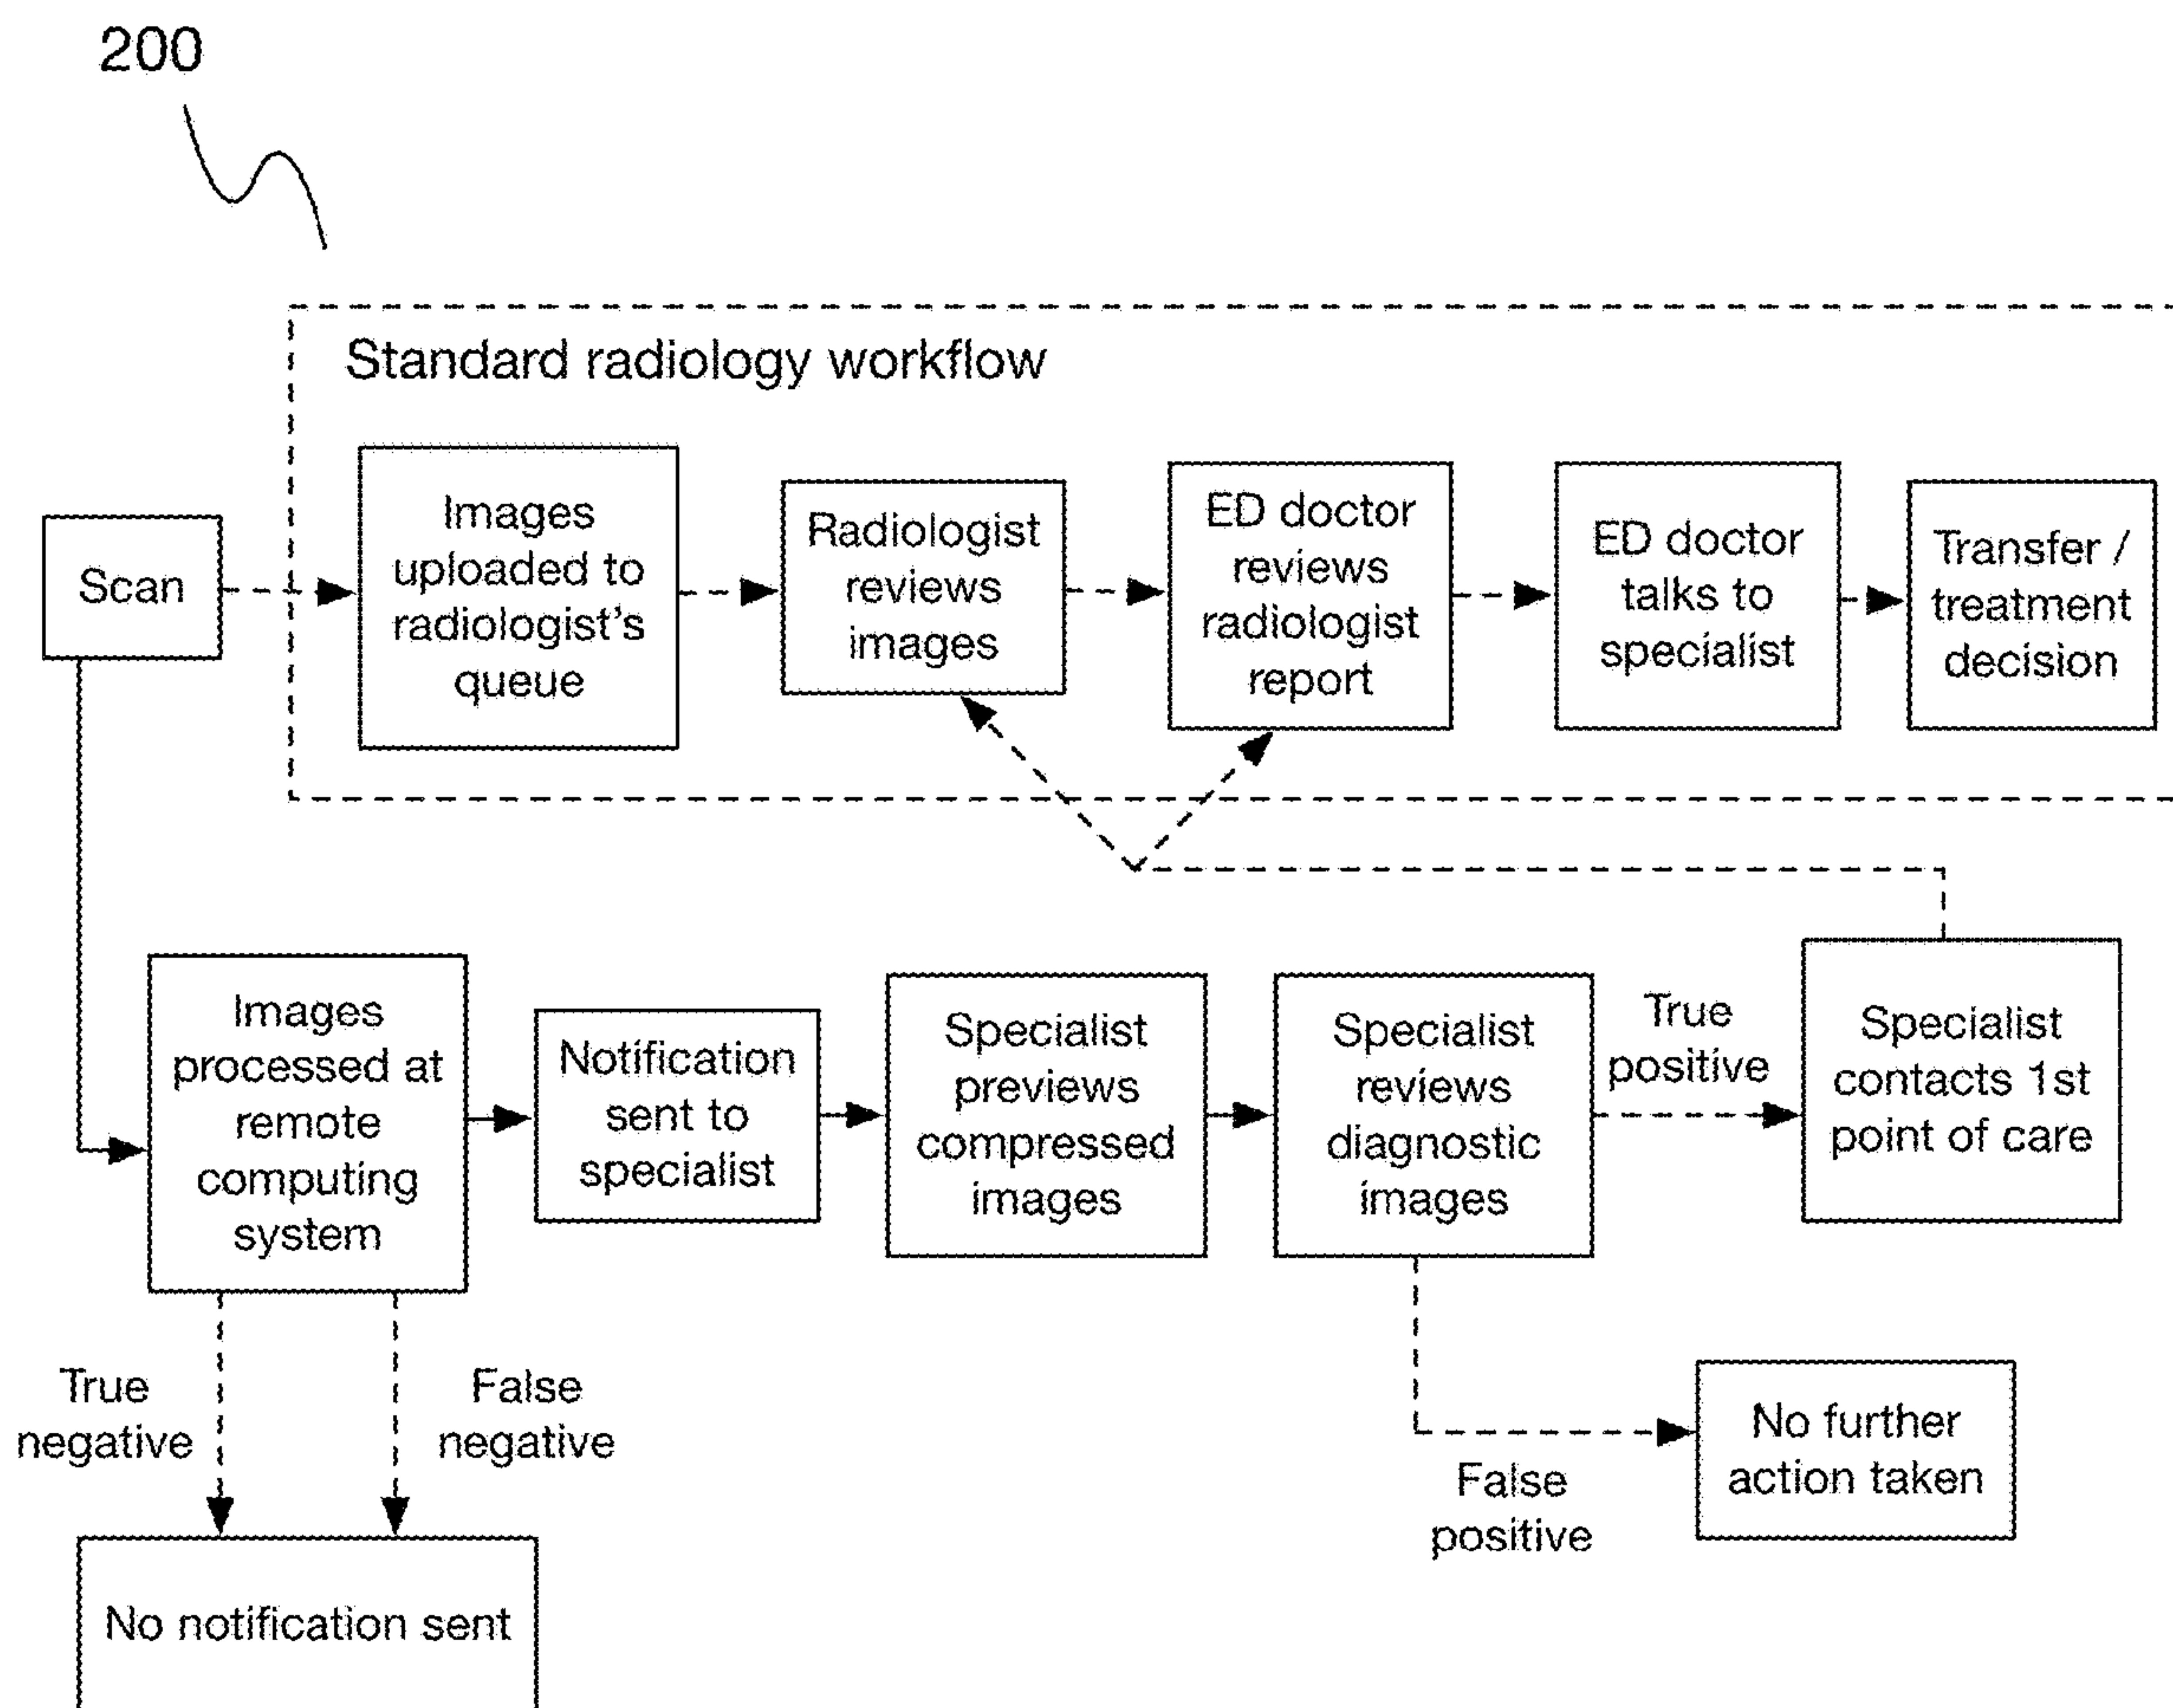 200
Standard radiology workflow
Scan
Images
uploaded to
radiologist's
queue
Radiologist
reviews
images
ED doctor
reviews
radiologist
report
ED doctor
talks to
specialist
Transfer /
treatment
decision
Images
processed at
remote
computing
system
Notification
sent to
specialist
Specialist
previews
compressed
images
Specialist
reviews
diagnostic
images
True
positive
Specialist
contacts 1st
point of care
True
negative
False
negative
False
positive
No further
action taken
No notification sent